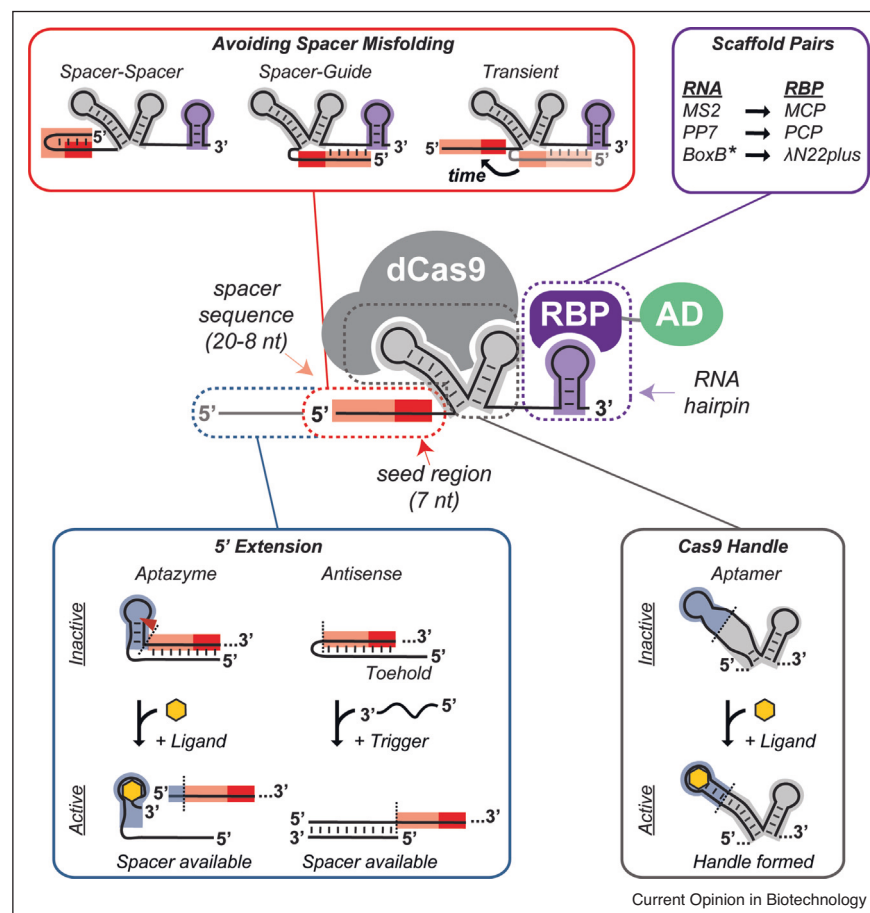 Avoiding Spacer Misfolding
Spacer-Spacer Spacer-Guide Transient
5’ 3’ 5’ 3’ 3’ 5’
time
Scaffold Pairs
RNA RBP
MS2 MCP
PP7 PCP
BoxB* λN22plus
dCas9
RBP AD
spacer
sequence
(20-8 nt)
RNA
hairpin
5’ 5’ 3’
seed region
(7 nt)
5’ Extension
Aptazyme Antisense
Inactive
...3’ ...3’
5’ 5’
Toehold
3’ 5’
+ Ligand + Trigger
Active
5’ ...3’ ...3’
3’ 5’
5’ 3’ 5’
Spacer available Spacer available
Cas9 Handle
Aptamer
Inactive
5’... ...3’
+ Ligand
Active
5’... ...3’
Handle formed
Current Opinion in Biotechnology